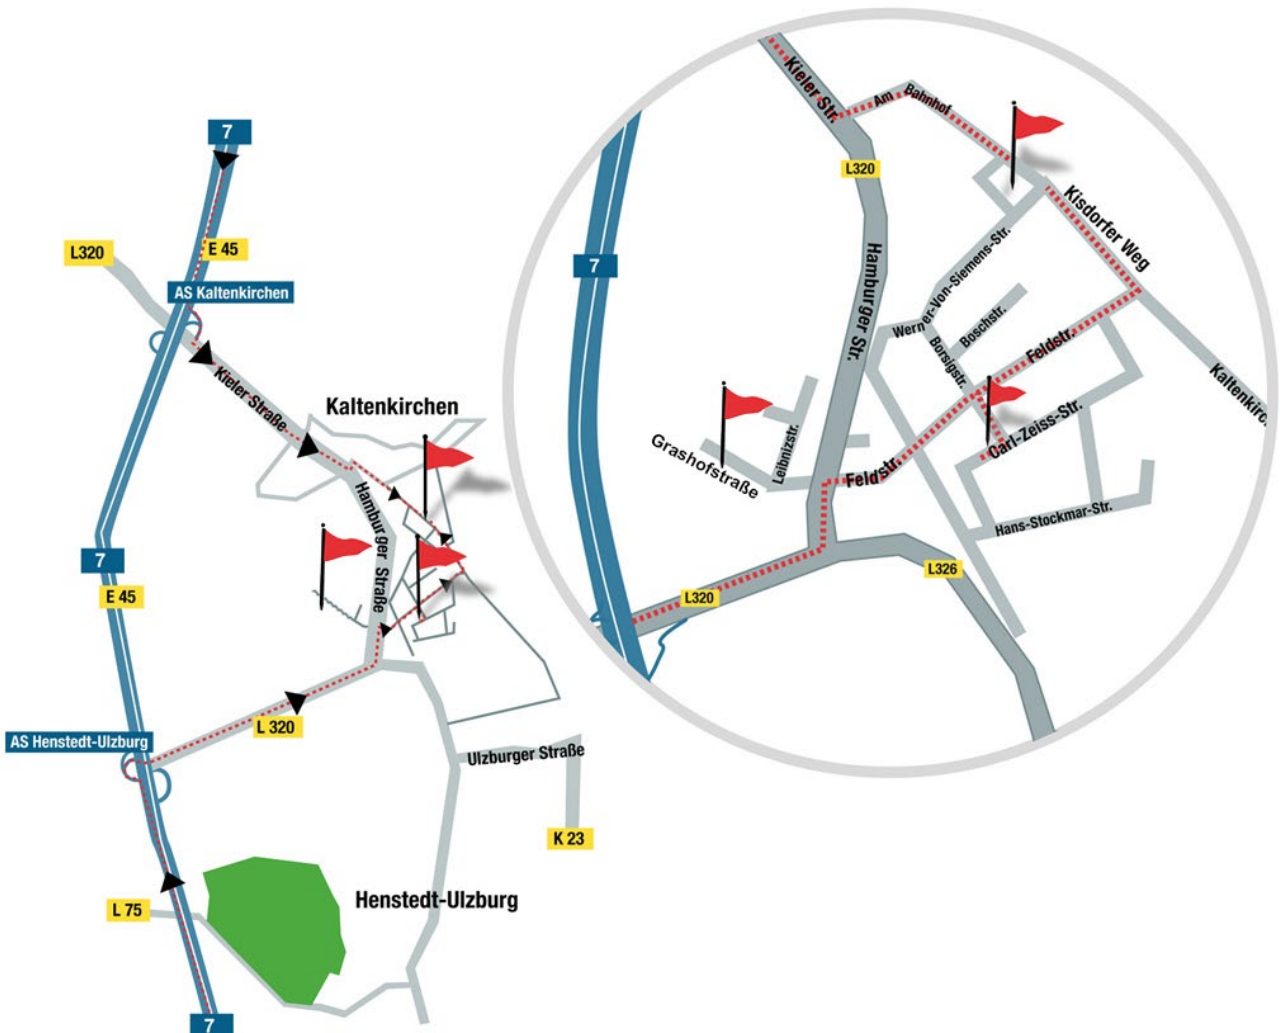 7
E 45
L320
AS Kaltenkirchen
Kieler Straße
Kaltenkirchen
Hamburger Straße
7
E 45
AS Henstedt-Ulzburg
L 320
Ulzburger Straße
K 23
L 75
Henstedt-Ulzburg
7
Kieler Str.
Am Bahnhof
L320
Kisdorfer Weg
7
Hamburger Str.
Werner-Von-Siemens-Str.
Boschstr.
Borsigstr.
Feldstr.
Kaltenkirc.
Grashofstraße
Leibnizstr.
Carl-Zeiss-Str.
Feldstr.
Hans-Stockmar-Str.
L326
L320